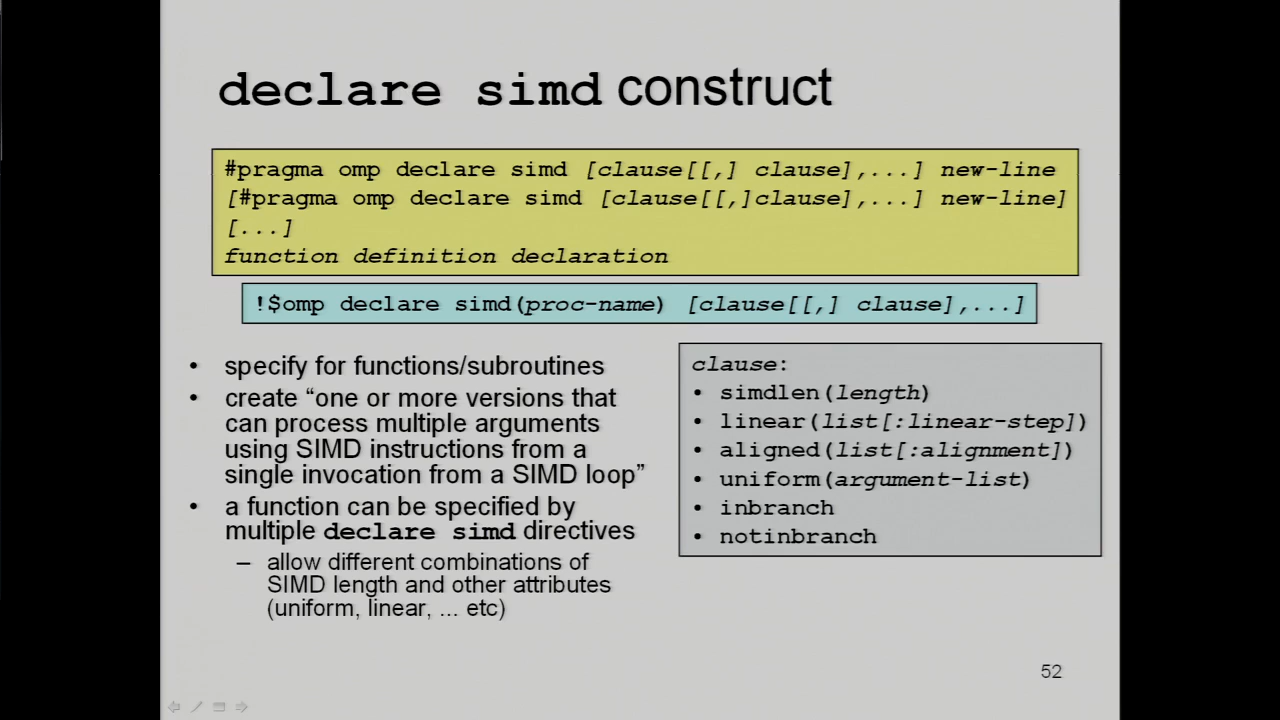 declare simd construct
#pragma omp declare simd [clause[[,] clause],...] new-line
[#pragma omp declare simd [clause[[,]clause],...] new-line]
[...]
function definition declaration
!$omp declare simd(proc-name) [clause[[,] clause],...]
• specify for functions/subroutines
• create “one or more versions that
can process multiple arguments
using SIMD instructions from a
single invocation from a SIMD loop”
• a function can be specified by
multiple declare simd directives
– allow different combinations of
SIMD length and other attributes
(uniform, linear, ... etc)
clause:
• simdlen(length)
• linear(list[:linear-step])
• aligned(list[:alignment])
• uniform(argument-list)
• inbranch
• notinbranch
52